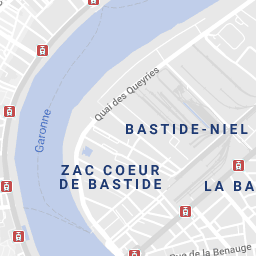 Garonne
Quai des Queyries
BASTIDE-NIEL
ZAC COEUR
DE BASTIDE
LA BA
Rue de la Benauge